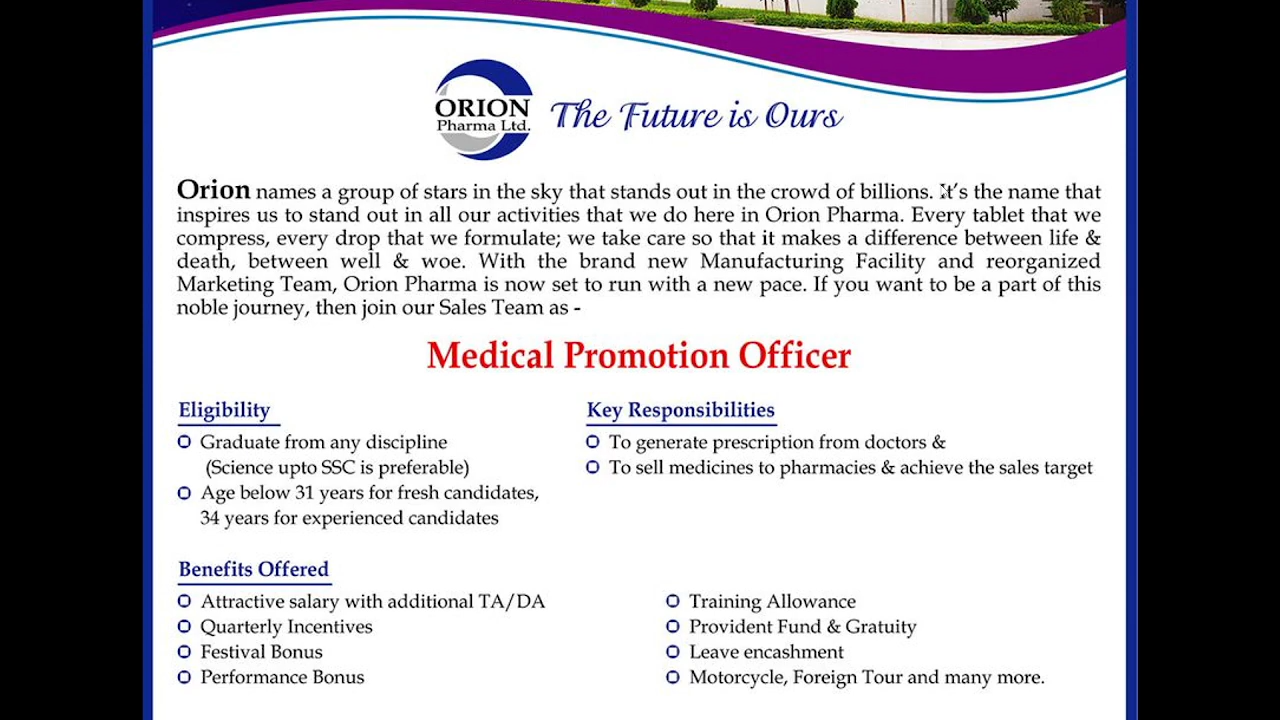 ORION
Pharma Ltd.
The Future is Ours
Orion names a group of stars in the sky that stands out in the crowd of billions. It's the name that
inspires us to stand out in all our activities that we do here in Orion Pharma. Every tablet that we
compress, every drop that we formulate; we take care so that it makes a difference between life &
death, between well & woe. With the brand new Manufacturing Facility and reorganized
Marketing Team, Orion Pharma is now set to run with a new pace. If you want to be a part of this
noble journey, then join our Sales Team as -
Medical Promotion Officer
Eligibility
Graduate from any discipline
(Science upto SSC is preferable)
Age below 31 years for fresh candidates,
34 years for experienced candidates
Key Responsibilities
To generate prescription from doctors &
To sell medicines to pharmacies & achieve the sales target
Benefits Offered
Attractive salary with additional TA/DA
Quarterly Incentives
Festival Bonus
Performance Bonus
Training Allowance
Provident Fund & Gratuity
Leave encashment
Motorcycle, Foreign Tour and many more.